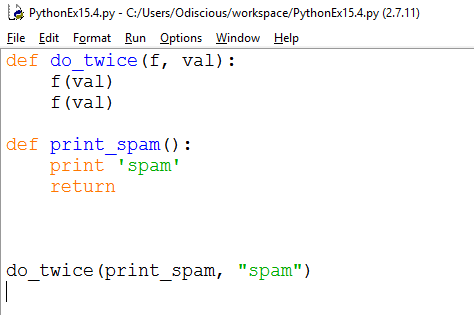 PythonEx15.4.py - C:/Users/Odiscious/workspace/PythonEx15.4.py (2.7.11)
File Edit Format Run Options Window Help
def do_twice(f, val):
    f(val)
    f(val)
def print_spam():
    print 'spam'
    return
do_twice(print_spam, "spam")